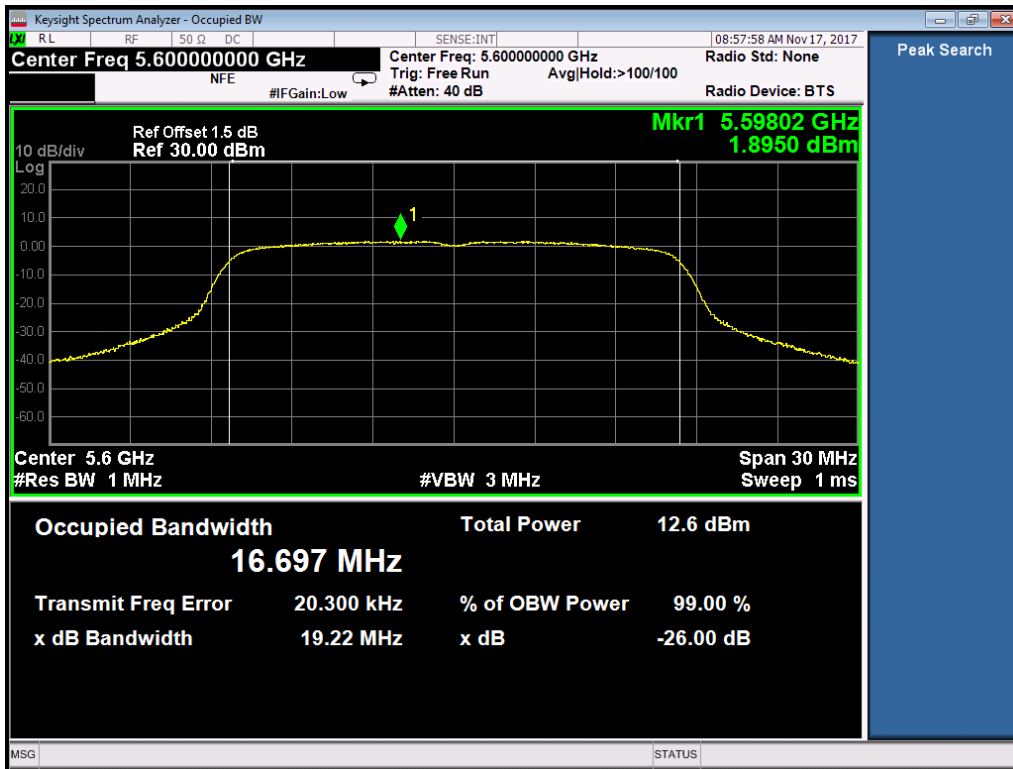 Keysight Spectrum Analyzer - Occupied BW
LXI RL RF 50 Ω DC SENSE:INT 08:57:58 AM Nov 17, 2017
Center Freq 5.600000000 GHz
NFE
#IFGain:Low
Center Freq: 5.600000000 GHz
Trig: Free Run Avg|Hold:>100/100
#Atten: 40 dB
Radio Std: None
Radio Device: BTS
Peak Search
Mkr1 5.59802 GHz
1.8950 dBm
Ref Offset 1.5 dB
10 dB/div Ref 30.00 dBm
Log
20.0
10.0
0.00
-10.0
-20.0
-30.0
-40.0
-50.0
-60.0
1
Center 5.6 GHz Span 30 MHz
#Res BW 1 MHz #VBW 3 MHz Sweep 1 ms
Occupied Bandwidth Total Power 12.6 dBm
16.697 MHz
Transmit Freq Error 20.300 kHz % of OBW Power 99.00 %
x dB Bandwidth 19.22 MHz x dB -26.00 dB
MSG STATUS